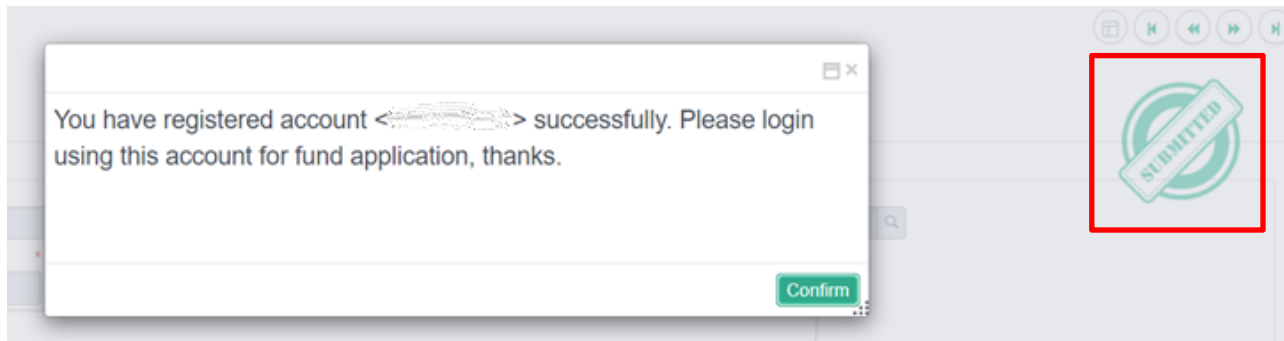 You have registered account < > successfully. Please login
using this account for fund application, thanks.
Confirm
SUBMITTED